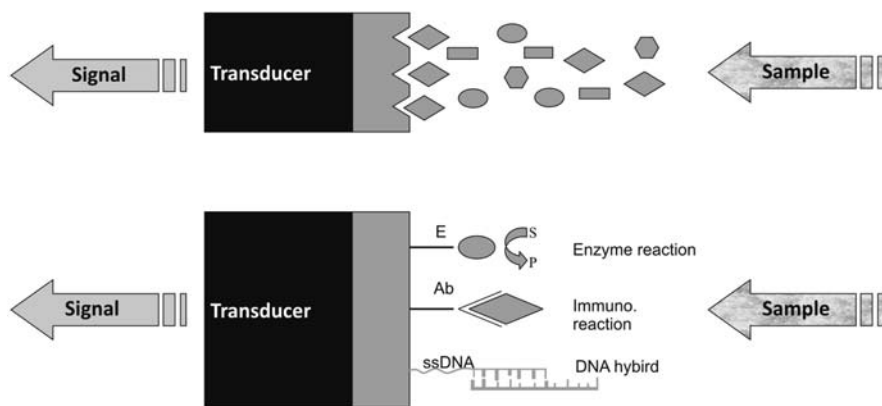 Signal
Transducer
Sample
E
S
P
Enzyme reaction
Ab
Signal
Transducer
Immuno.
reaction
Sample
ssDNA
DNA hybird